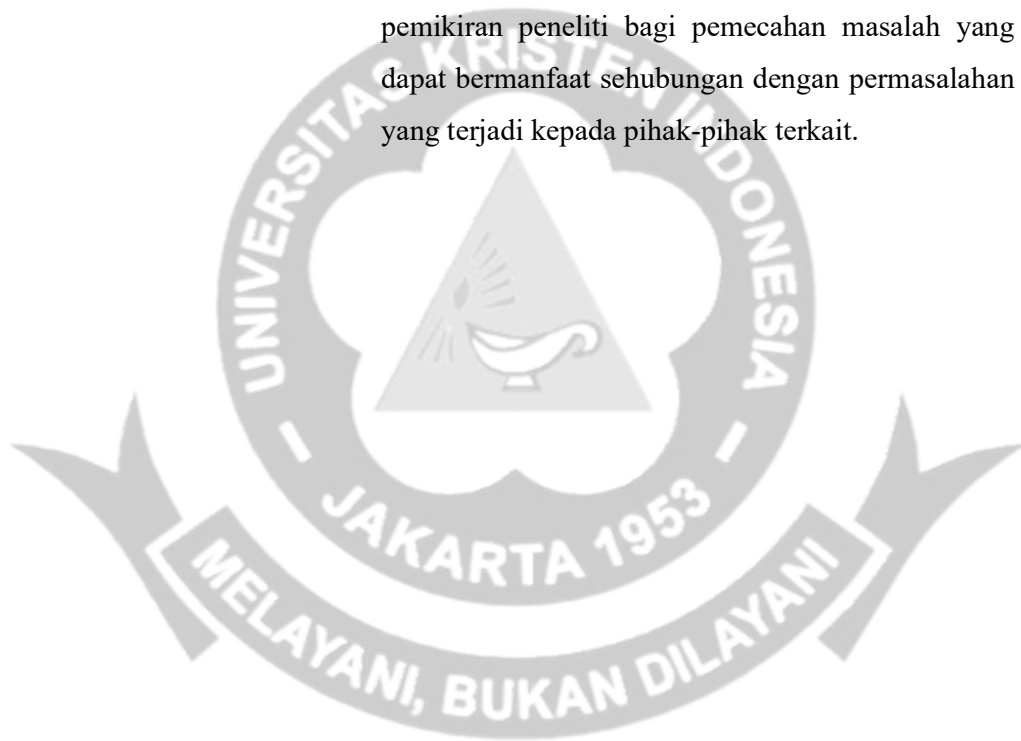 pemikiran peneliti bagi pemecahan masalah yang
dapat bermanfaat sehubungan dengan permasalahan
yang terjadi kepada pihak-pihak terkait.
UNIVERSITAS KRISTEN INDONESIA
JAKARTA 1953
MELAYANI, BUKAN DILAYANI